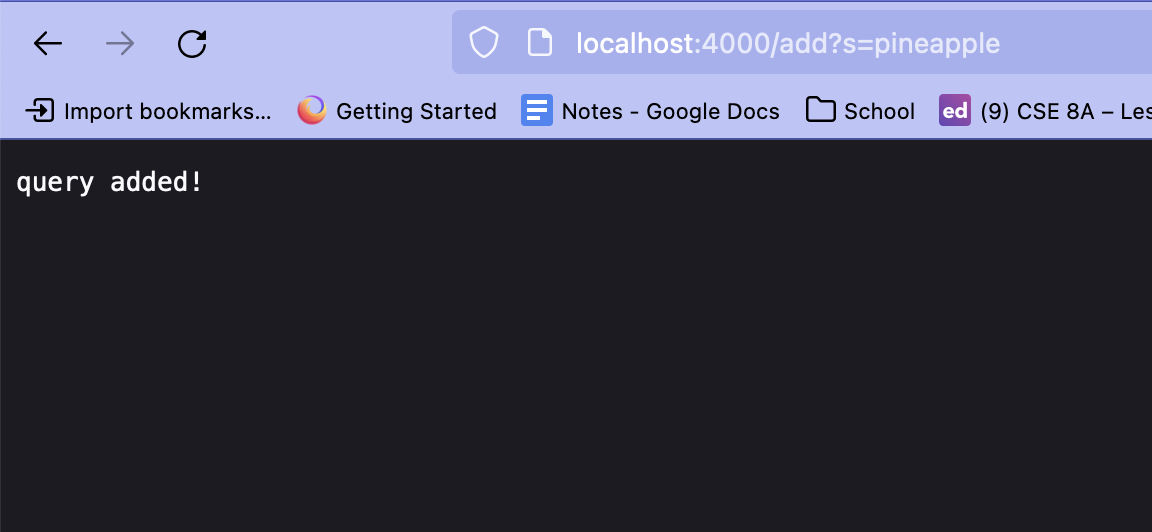 localhost:4000/add?s=pineapple
Import bookmarks... Getting Started Notes - Google Docs School ed (9) CSE 8A – Les
query added!